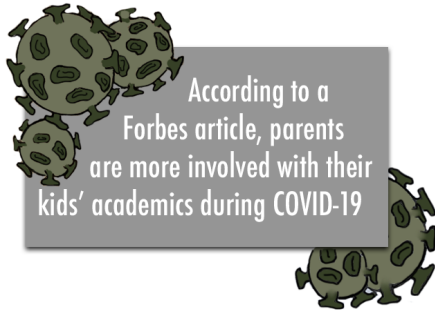 According to a
Forbes article, parents
are more involved with their
kids’ academics during COVID-19